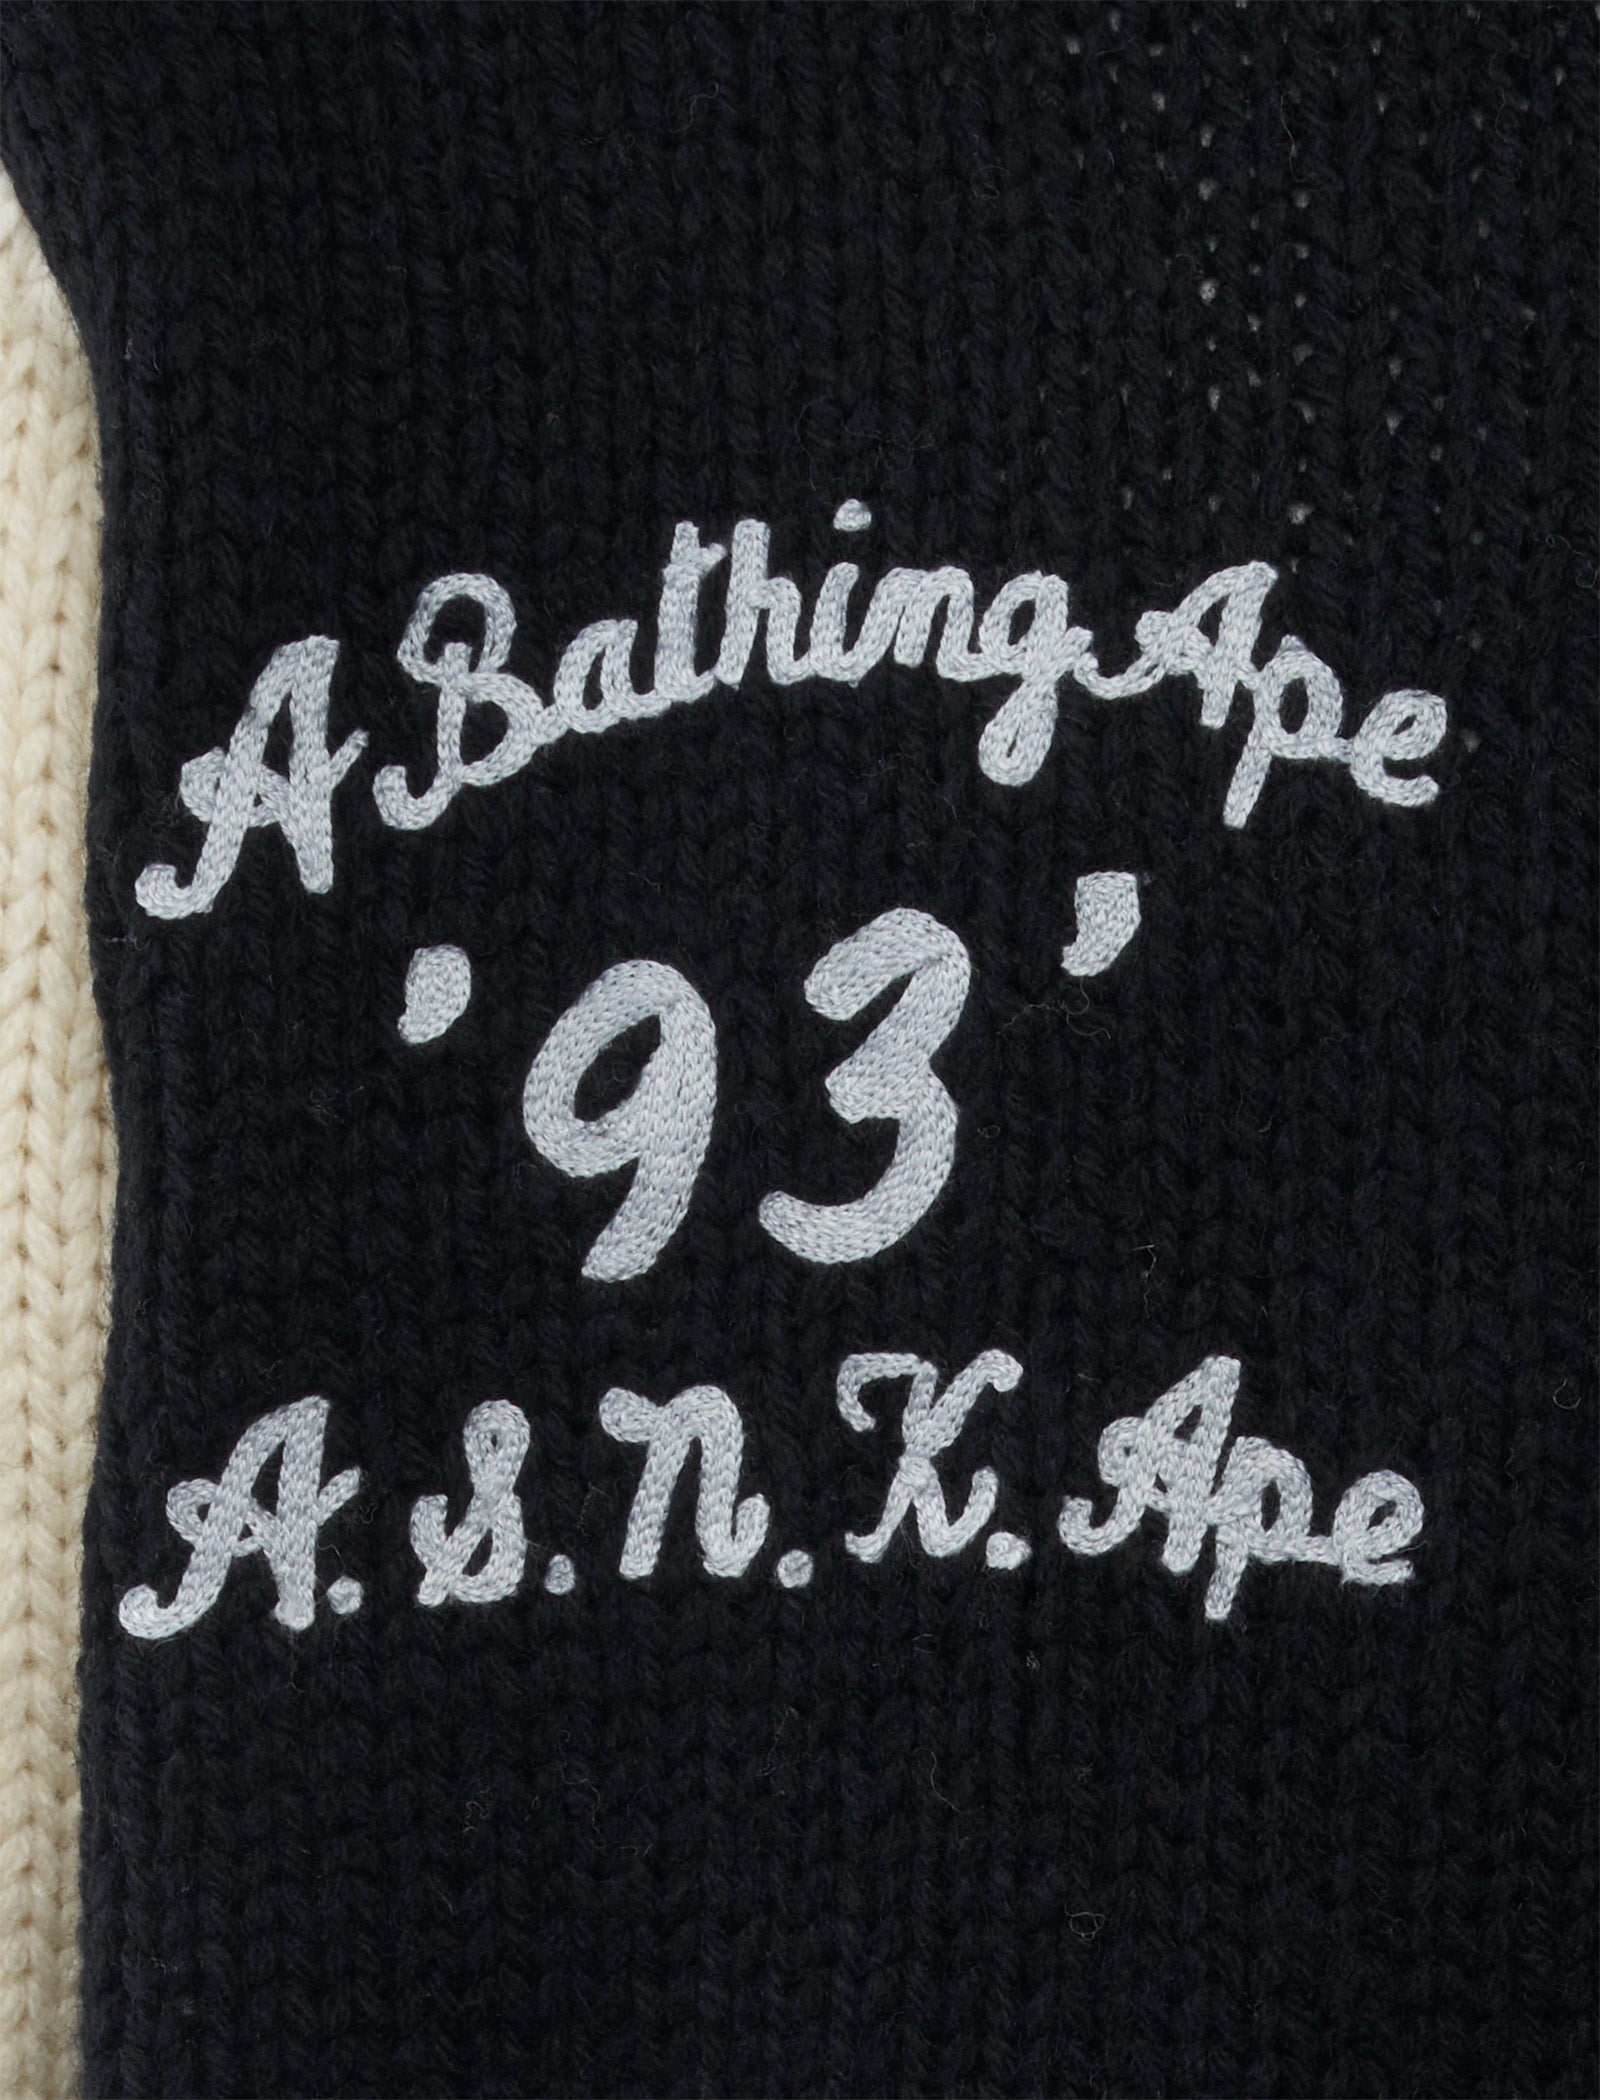 A Bathing Ape
'93'
A.S.N.K. Ape